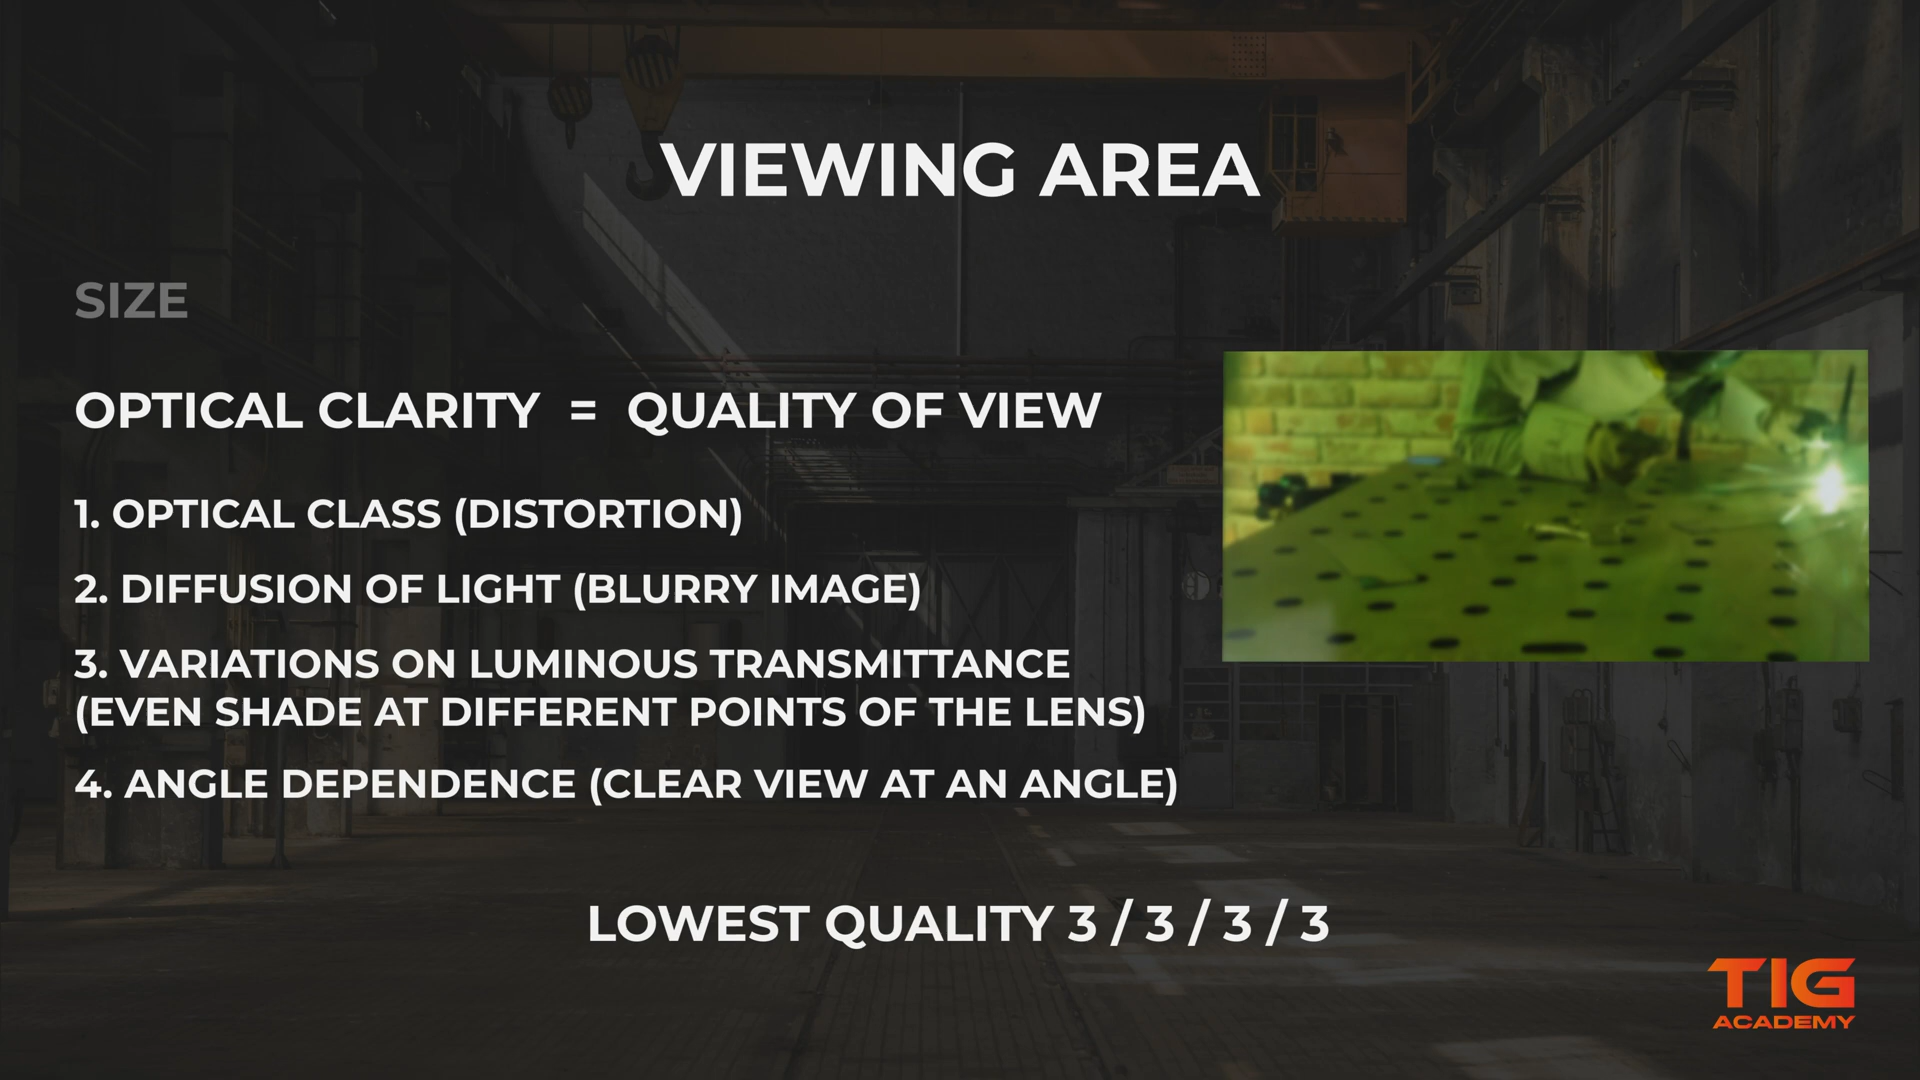 VIEWING AREA
SIZE
OPTICAL CLARITY = QUALITY OF VIEW
1. OPTICAL CLASS (DISTORTION)
2. DIFFUSION OF LIGHT (BLURRY IMAGE)
3. VARIATIONS ON LUMINOUS TRANSMITTANCE
(EVEN SHADE AT DIFFERENT POINTS OF THE LENS)
4. ANGLE DEPENDENCE (CLEAR VIEW AT AN ANGLE)
LOWEST QUALITY 3 / 3 / 3 / 3
TIG
ACADEMY